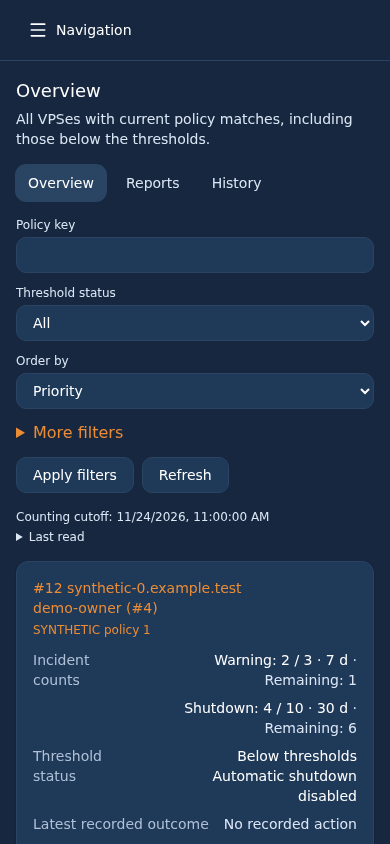 Navigation
Overview
All VPSes with current policy matches, including
those below the thresholds.
Overview Reports History
Policy key
Threshold status
All
Order by
Priority
More filters
Apply filters Refresh
Counting cutoff: 11/24/2026, 11:00:00 AM
Last read
#12 synthetic-0.example.test
demo-owner (#4)
SYNTHETIC policy 1
Incident counts
Warning: 2 / 3 · 7 d ·
Remaining: 1
Shutdown: 4 / 10 · 30 d ·
Remaining: 6
Threshold status
Below thresholds
Automatic shutdown
disabled
Latest recorded outcome No recorded action